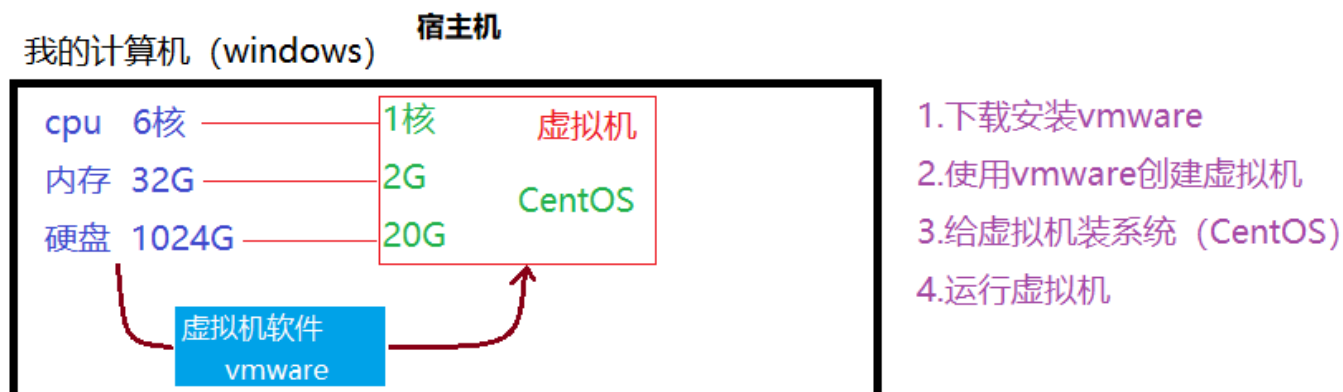 宿主机
我的计算机（windows）
cpu 6核 1核 虚拟机
内存 32G 2G CentOS
硬盘 1024G 20G
虚拟机软件
vmware
1.下载安装vmware
2.使用vmware创建虚拟机
3.给虚拟机装系统（CentOS）
4.运行虚拟机